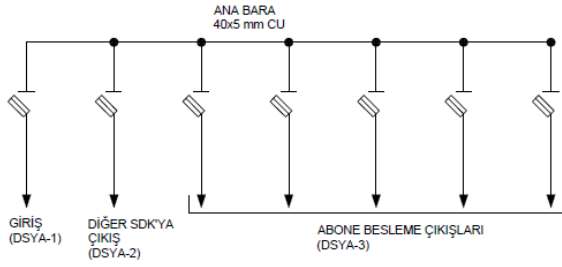 ANA BARA
40x5 mm CU
GİRİŞ
(DSYA-1)
DİĞER SDK'YA
ÇIKIŞ
(DSYA-2)
ABONE BESLEME ÇIKIŞLARI
(DSYA-3)